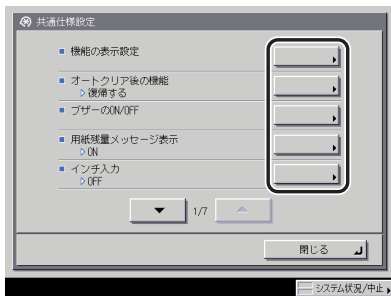 共通仕様設定
機能の表示設定
オートクリア後の機能
▷復帰する
ブザーのON/OFF
用紙残量メッセージ表示
▷ON
インチ入力
▷OFF
▼ 1/7 ▲
閉じる
システム状況/中止